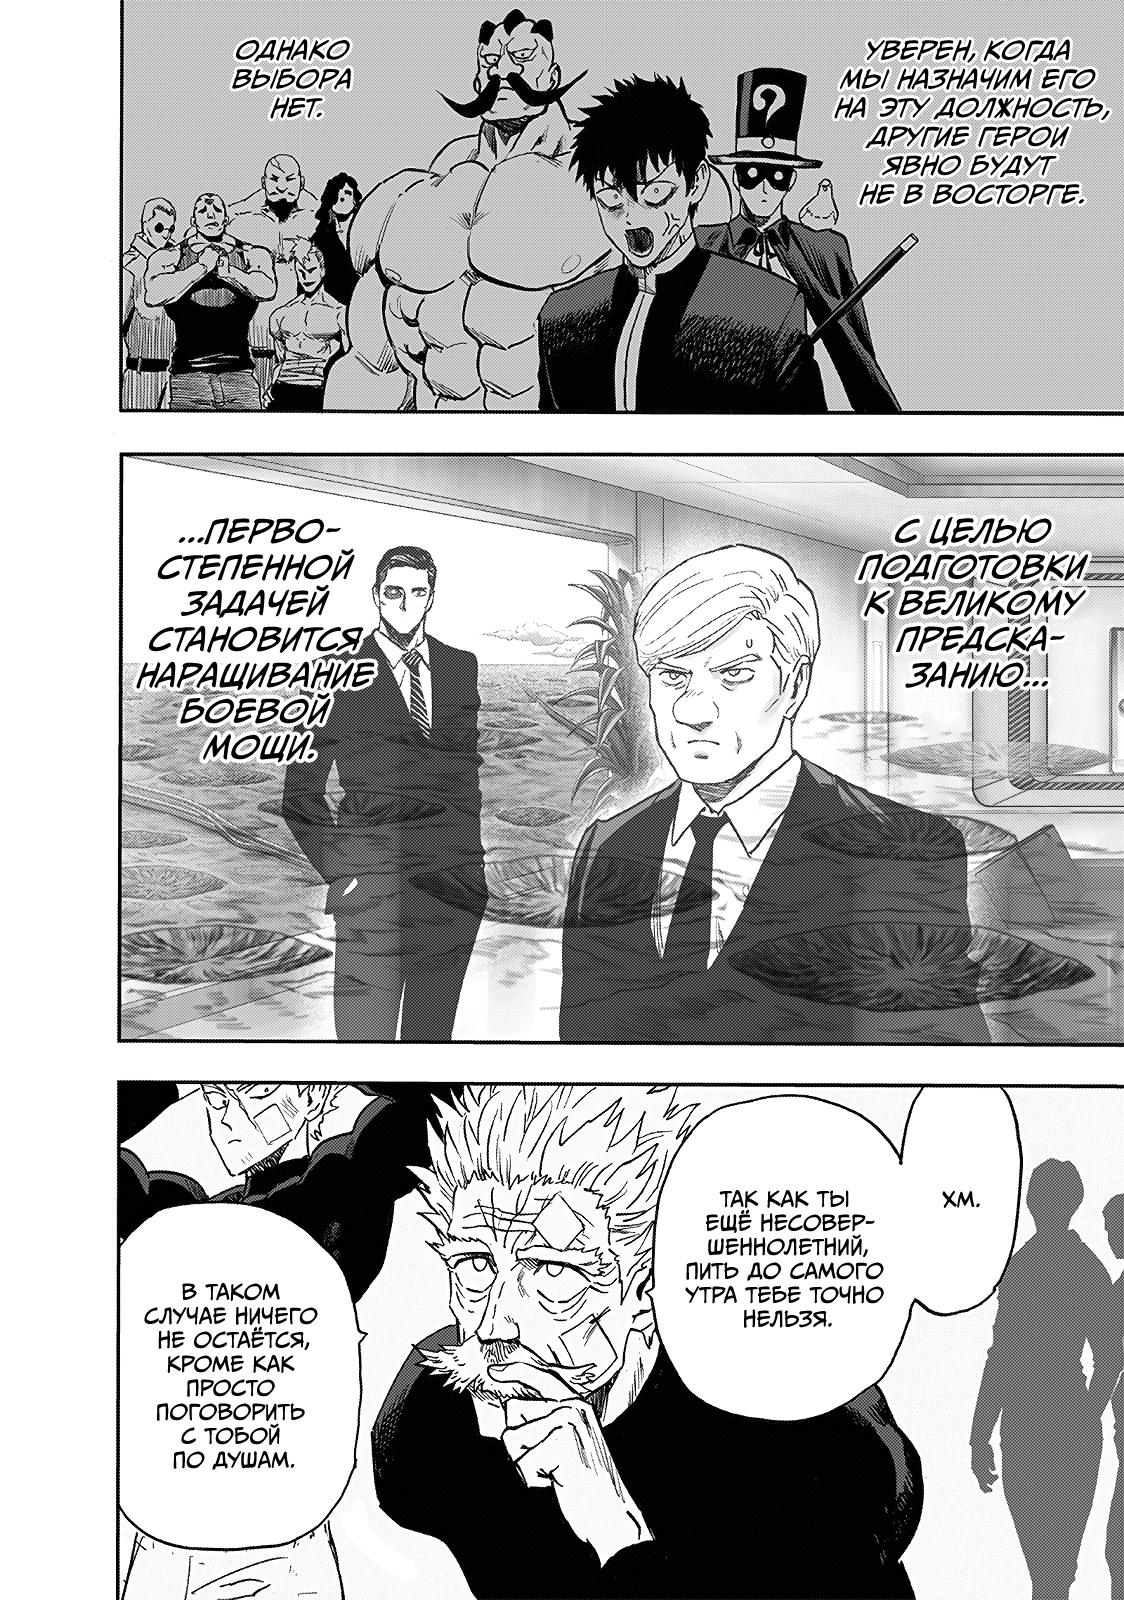 УВЕРЕН, КОГДА
МЫ НАЗНАЧИМ ЕГО
НА ЭТУ ДОЛЖНОСТЬ,
ДРУГИЕ ГЕРОИ
ЯВНО БУДУТ
НЕ В ВОСТОРГЕ.
ОДНАКО
ВЫБОРА
НЕТ.
С ЦЕЛЬЮ
ПОДГОТОВКИ
К ВЕЛИКОМУ
ПРЕДСКА-
ЗАНИЮ...
...ПЕРВО-
СТЕПЕННОЙ
ЗАДАЧЕЙ
СТАНОВИТСЯ
НАРАЩИВАНИЕ
БОЕВОЙ
МОЩИ.
ХМ.
ТАК КАК ТЫ
ЕЩЁ НЕСОВЕР-
ШЕННОЛЕТНИЙ,
ПИТЬ ДО САМОГО
УТРА ТЕБЕ ТОЧНО
НЕЛЬЗЯ.
В ТАКОМ
СЛУЧАЕ НИЧЕГО
НЕ ОСТАЁТСЯ,
КРОМЕ КАК
ПРОСТО
ПОГОВОРИТЬ
С ТОБОЙ
ПО ДУШАМ.